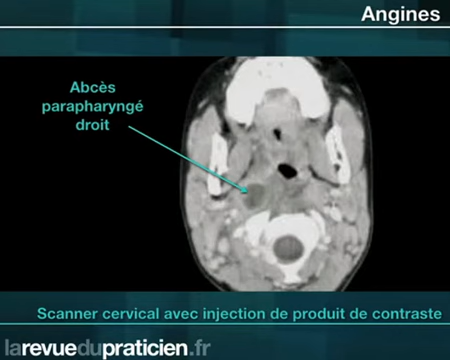 Angines
Abcès
parapharyngé
droit
Scanner cervical avec injection de produit de contraste
larevuedupraticien.fr